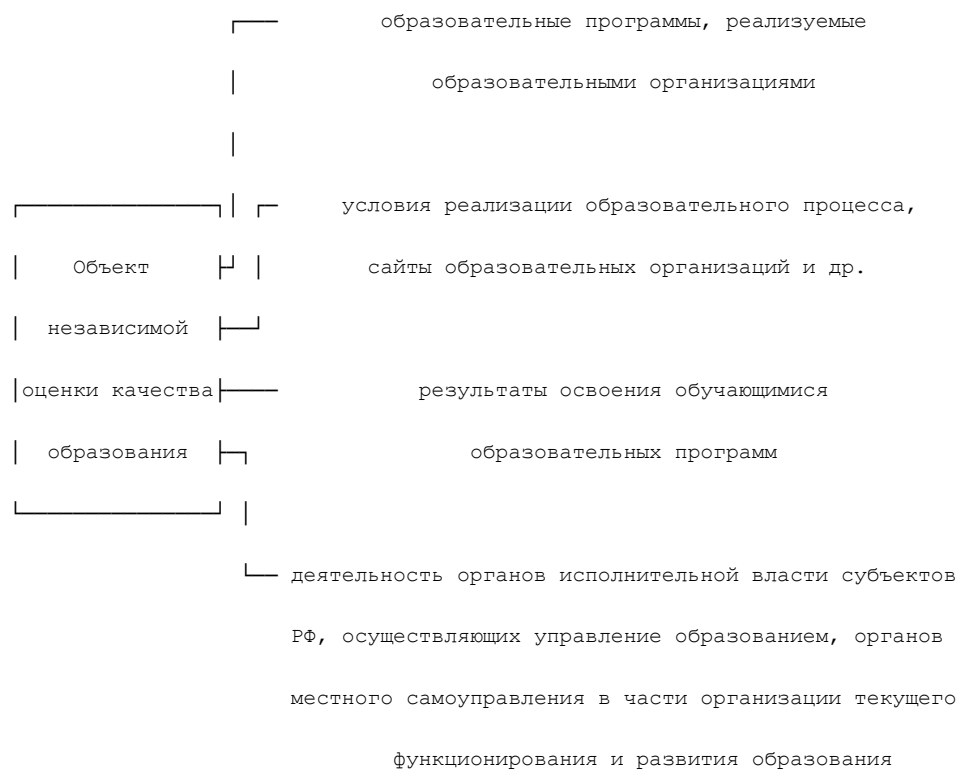 образовательные программы, реализуемые
образовательными организациями
условия реализации образовательного процесса,
Объект
сайты образовательных организаций и др.
независимой
оценки качества
результаты освоения обучающимися
образования
образовательных программ
деятельность органов исполнительной власти субъектов
РФ, осуществляющих управление образованием, органов
местного самоуправления в части организации текущего
функционирования и развития образования